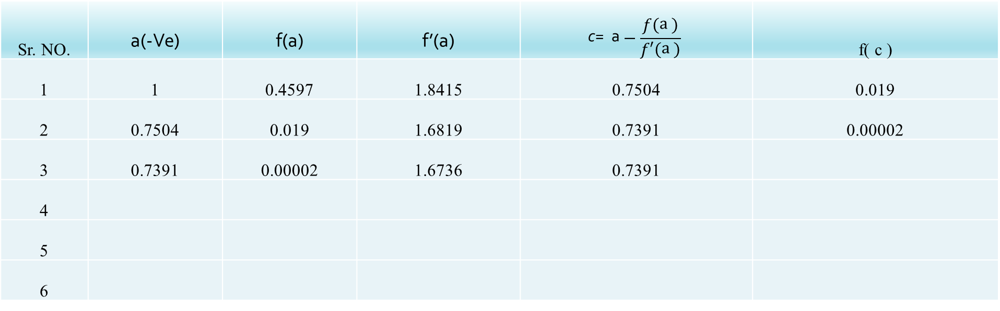 Sr. NO. a(-Ve) f(a) f′(a) c= a − f(a)/f′(a) f( c )
1 1 0.4597 1.8415 0.7504 0.019
2 0.7504 0.019 1.6819 0.7391 0.00002
3 0.7391 0.00002 1.6736 0.7391
4
5
6